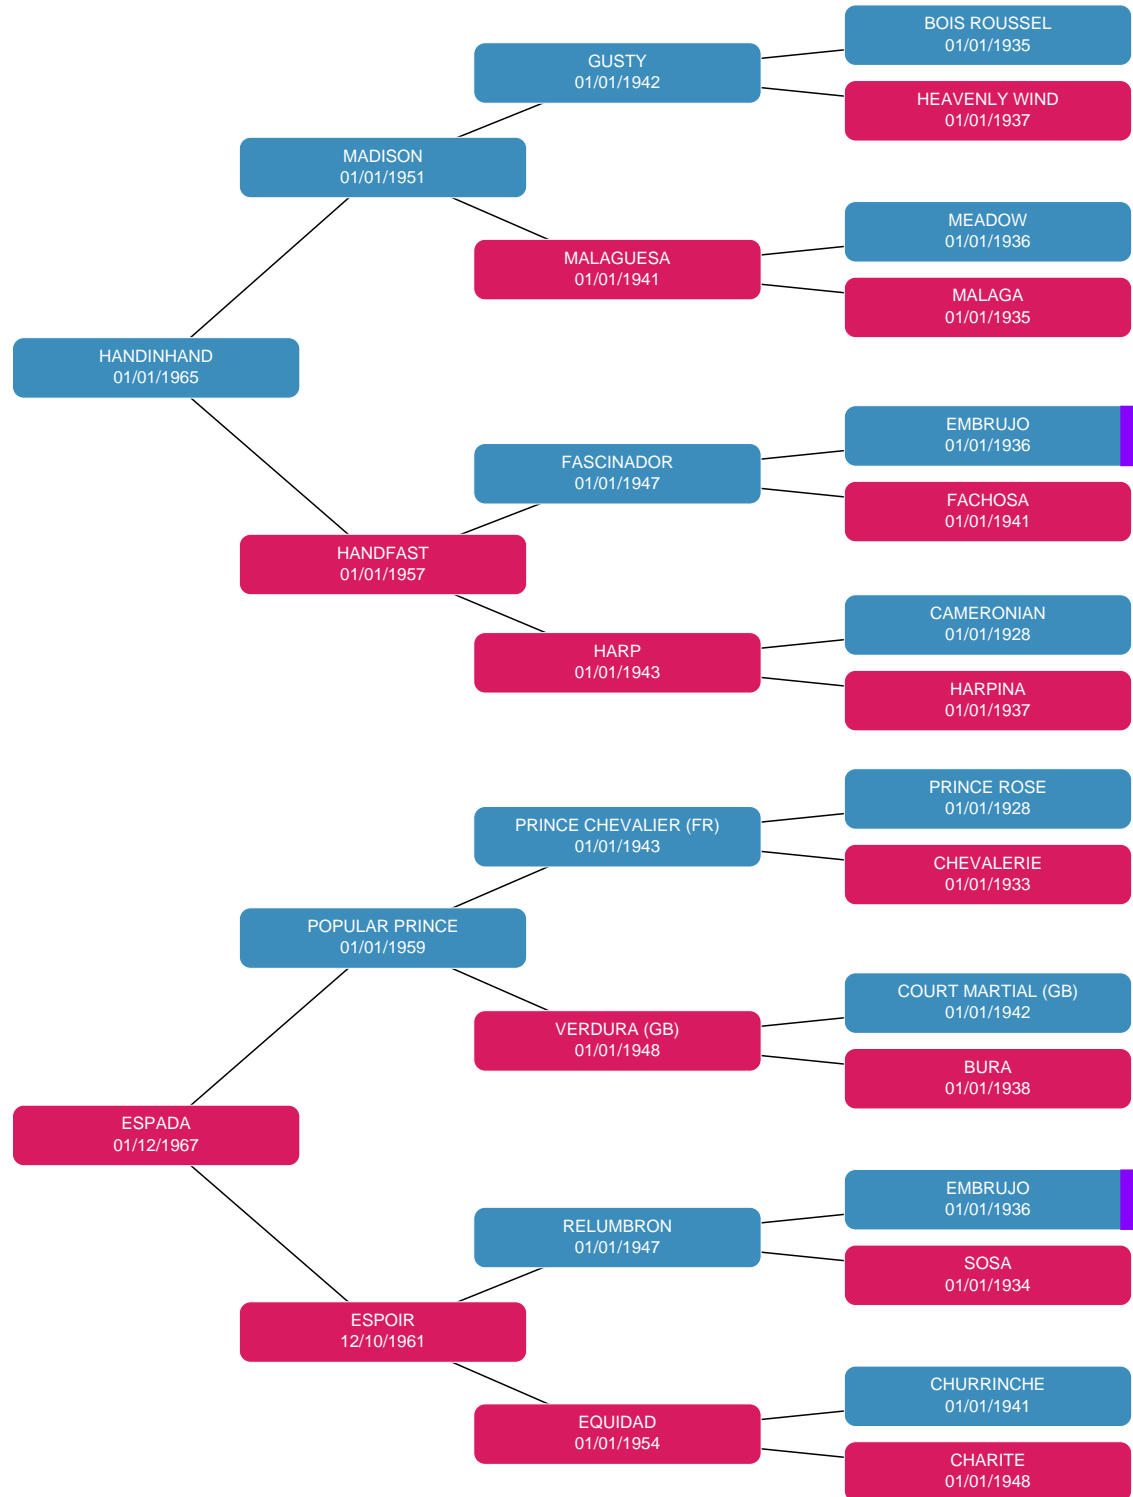 BOIS ROUSSEL
01/01/1935
GUSTY
01/01/1942
HEAVENLY WIND
01/01/1937
MADISON
01/01/1951
MEADOW
01/01/1936
MALAGUESA
01/01/1941
MALAGA
01/01/1935
HANDINHAND
01/01/1965
EMBRUJO
01/01/1936
FASCINADOR
01/01/1947
FACHOSA
01/01/1941
HANDFAST
01/01/1957
CAMERONIAN
01/01/1928
HARP
01/01/1943
HARPINA
01/01/1937
PRINCE ROSE
01/01/1928
PRINCE CHEVALIER (FR)
01/01/1943
CHEVALERIE
01/01/1933
POPULAR PRINCE
01/01/1959
COURT MARTIAL (GB)
01/01/1942
VERDURA (GB)
01/01/1948
BURA
01/01/1938
ESPADA
01/12/1967
EMBRUJO
01/01/1936
RELUMBRON
01/01/1947
SOSA
01/01/1934
ESPOIR
12/10/1961
CHURRINCHE
01/01/1941
EQUIDAD
01/01/1954
CHARITE
01/01/1948